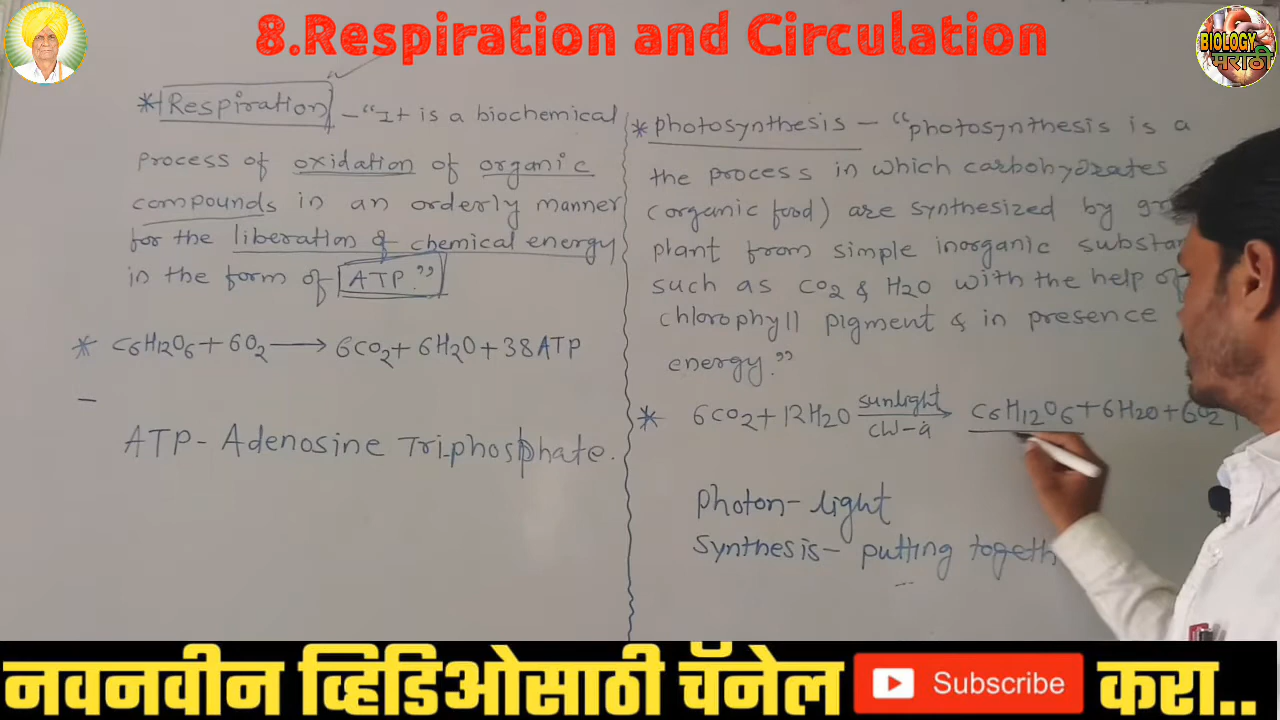 8.Respiration and Circulation
BIOLOGY
मराठी
* Respiration - "It is a biochemical
process of oxidation of organic
compounds in an orderly manner
for the liberation of chemical energy
in the form of ATP."
* C6H12O6 + 6O2 ⟶ 6CO2 + 6H2O + 38ATP
ATP - Adenosine Tri-phosphate.
* photosynthesis - "photosynthesis is a
the process in which carbohydrates
(organic food) are synthesized by
plant from simple inorganic
such as CO2 & H2O with the help of
chlorophyll pigment & in presence
energy."
* 6CO2 + 12H2O sunlight ⟶ C6H12O6 + 6H2O + 6O2
photon - light
synthesis - putting
नवनवीन व्हिडिओसाठी चॅनेल Subscribe करा..